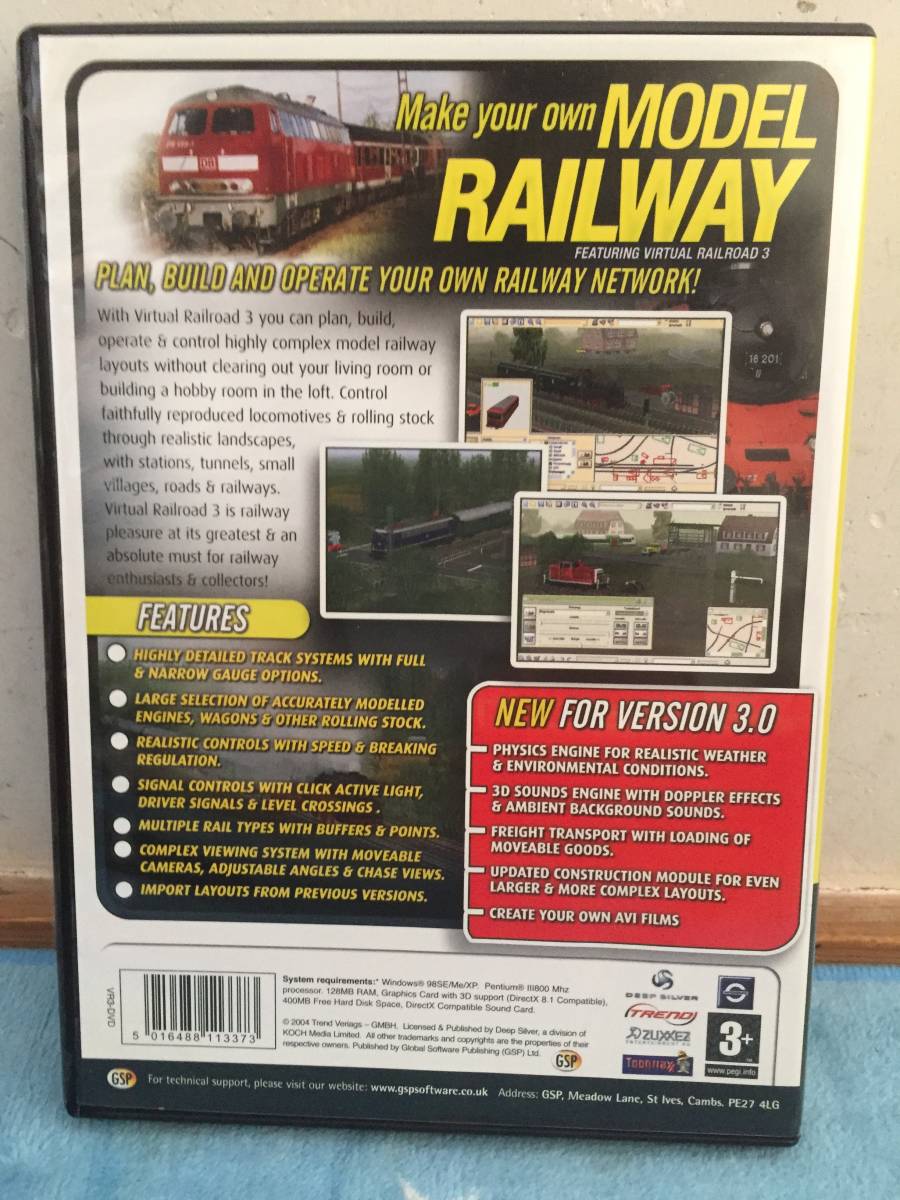 Make your own MODEL
RAILWAY
FEATURING VIRTUAL RAILROAD 3
PLAN, BUILD AND OPERATE YOUR OWN RAILWAY NETWORK!
With Virtual Railroad 3 you can plan, build,
operate & control highly complex model railway
layouts without clearing out your living room or
building a hobby room in the loft. Control
faithfully reproduced locomotives & rolling stock
through realistic landscapes,
with stations, tunnels, small
villages, roads & railways.
Virtual Railroad 3 is railway
pleasure at its greatest & an
absolute must for railway
enthusiasts & collectors!
DB
18 201
FEATURES
HIGHLY DETAILED TRACK SYSTEMS WITH FULL
& NARROW GAUGE OPTIONS.
LARGE SELECTION OF ACCURATELY MODELLED
ENGINES, WAGONS & OTHER ROLLING STOCK.
REALISTIC CONTROLS WITH SPEED & BREAKING
REGULATION.
SIGNAL CONTROLS WITH CLICK ACTIVE LIGHT,
DRIVER SIGNALS & LEVEL CROSSINGS .
MULTIPLE RAIL TYPES WITH BUFFERS & POINTS.
COMPLEX VIEWING SYSTEM WITH MOVEABLE
CAMERAS, ADJUSTABLE ANGLES & CHASE VIEWS.
IMPORT LAYOUTS FROM PREVIOUS VERSIONS.
NEW FOR VERSION 3.0
PHYSICS ENGINE FOR REALISTIC WEATHER
& ENVIRONMENTAL CONDITIONS.
3D SOUNDS ENGINE WITH DOPPLER EFFECTS
& AMBIENT BACKGROUND SOUNDS.
FREIGHT TRANSPORT WITH LOADING OF
MOVEABLE GOODS.
UPDATED CONSTRUCTION MODULE FOR EVEN
LARGER & MORE COMPLEX LAYOUTS.
CREATE YOUR OWN AVI FILMS
VR3-DVD
5 016488 113373
System requirements:* Windows® 98SE/Me/XP. Pentium® III800 Mhz
processor. 128MB RAM, Graphics Card with 3D support (DirectX 8.1 Compatible),
400MB Free Hard Disk Space, DirectX Compatible Sound Card.
© 2004 Trend Verlags – GMBH. Licensed & Published by Deep Silver, a division of
KOCH Media Limited. All other trademarks and copyrights are the properties of their
respective owners. Published by Global Software Publishing (GSP) Ltd.
GSP
DEEP SILVER
TREND
ZUXXEZ
ENTERTAINMENT AG
3+
www.pegi.info
GSP
For technical support, please visit our website: www.gspsoftware.co.uk Address: GSP, Meadow Lane, St Ives, Cambs. PE27 4LG